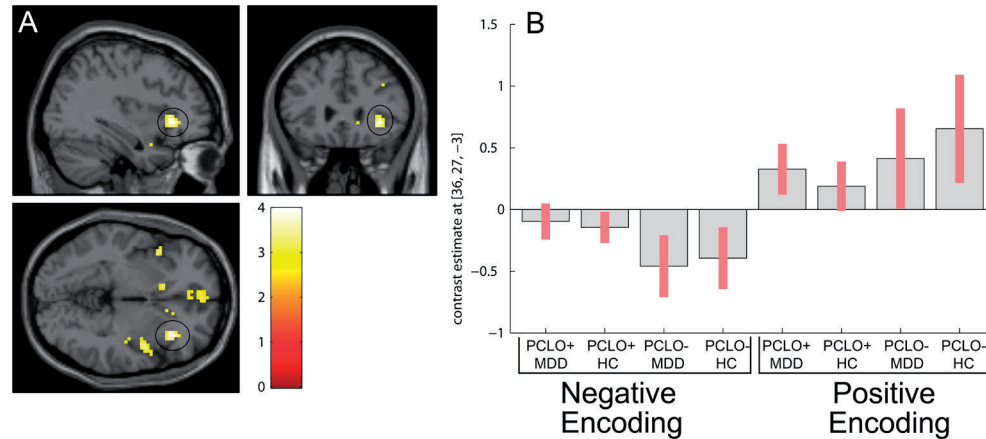 A
4
3
2
1
0
B
contrast estimate at [36, 27, −3]
1.5
1
0.5
0
-0.5
−1
PCLO+ PCLO+ PCLO- PCLO- PCLO+ PCLO+ PCLO- PCLO-
MDD HC MDD HC MDD HC MDD HC
Negative Positive
Encoding Encoding